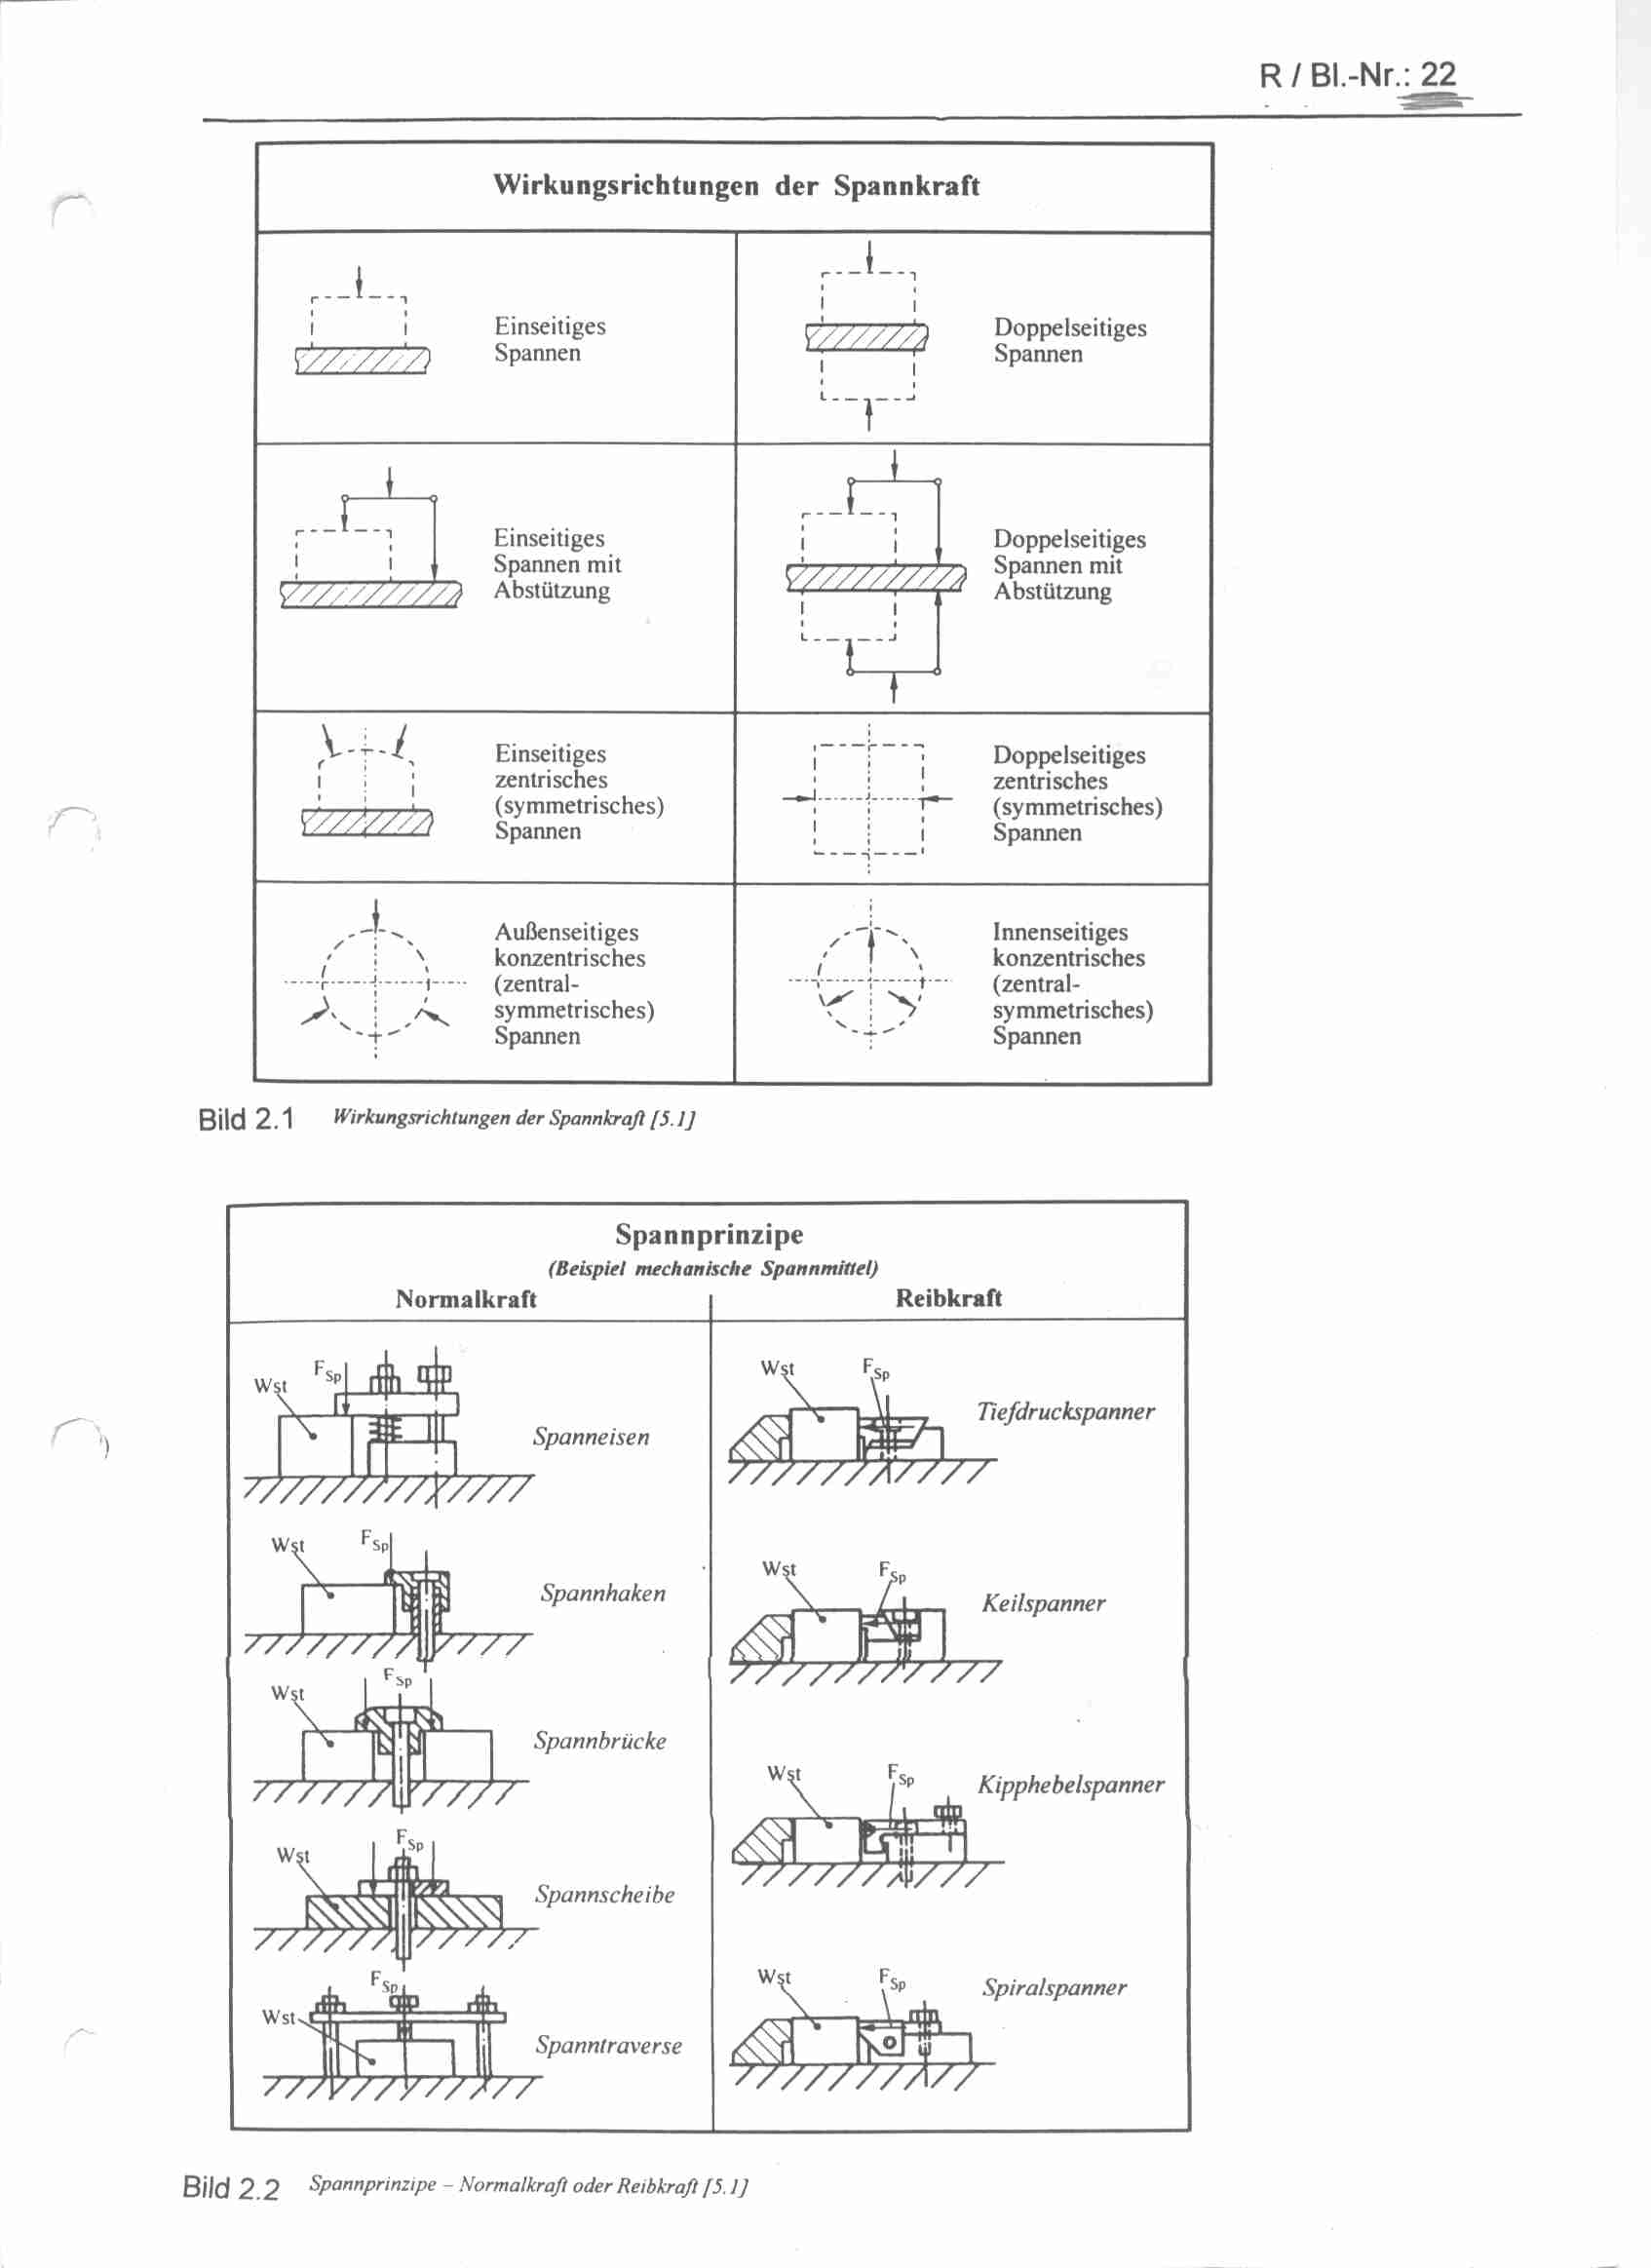 R / Bl.-Nr.: 22
Wirkungsrichtungen der Spannkraft
Einseitiges
Spannen
Doppelseitiges
Spannen
Einseitiges
Spannen mit
Abstützung
Doppelseitiges
Spannen mit
Abstützung
Einseitiges
zentrisches
(symmetrisches)
Spannen
Doppelseitiges
zentrisches
(symmetrisches)
Spannen
Außenseitiges
konzentrisches
(zentral-
symmetrisches)
Spannen
Innenseitiges
konzentrisches
(zentral-
symmetrisches)
Spannen
Bild 2.1 Wirkungsrichtungen der Spannkraft [5.1]
Spannprinzipe
(Beispiel mechanische Spannmittel)
Normalkraft
Wst FSp
Spanneisen
Wst FSp
Spannhaken
Wst FSp
Spannbrücke
Wst FSp
Spannscheibe
Wst FSp
Spanntraverse
Reibkraft
Wst FSp
Tiefdruckspanner
Wst FSp
Keilspanner
Wst FSp
Kipphebelspanner
Wst FSp
Spiralspanner
Bild 2.2 Spannprinzipe – Normalkraft oder Reibkraft [5.1]